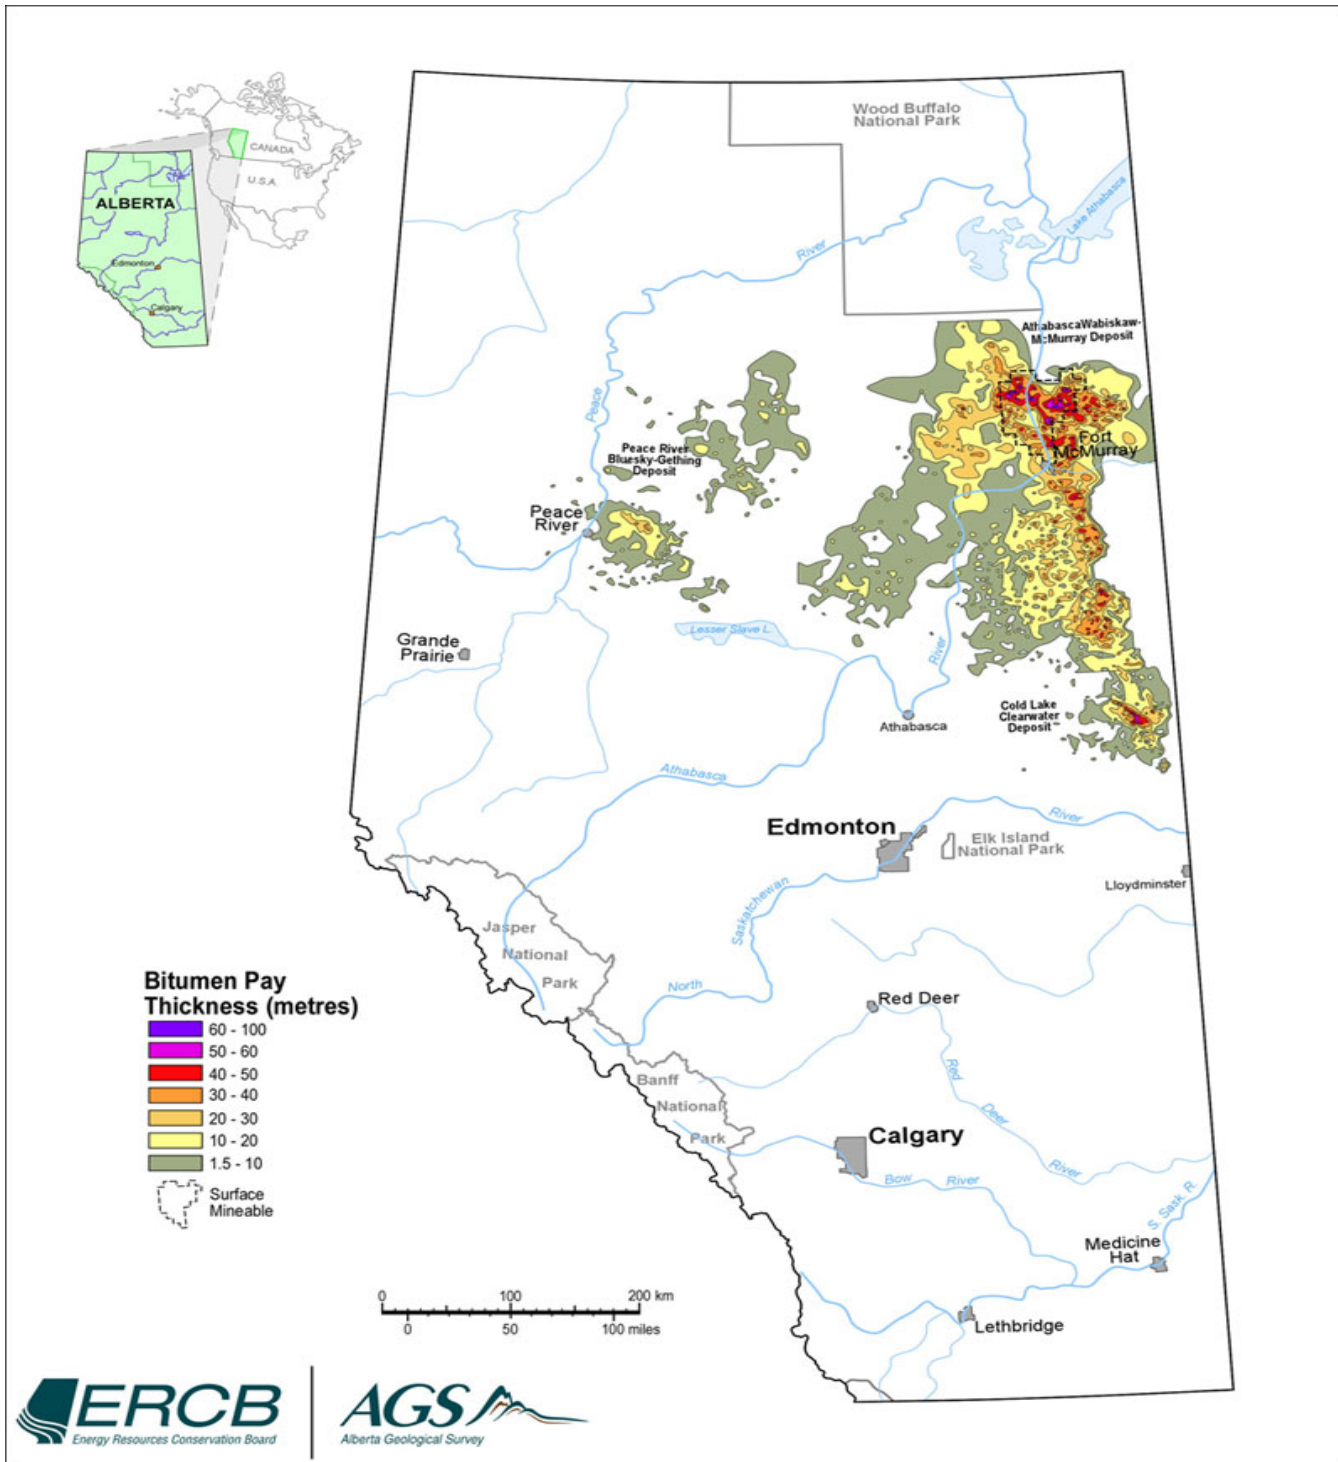 CANADA
U.S.A.
ALBERTA
Edmonton
Calgary
Wood Buffalo
National Park
Lake Athabasca
River
Peace
AthabascaWabiskaw-
McMurray Deposit
Fort
McMurray
Peace River
Bluesky-Gething
Deposit
Peace
River
Grande
Prairie
Lesser Slave L.
River
Athabasca
Cold Lake
Clearwater
Deposit
Athabasca
Edmonton
River
Elk Island
National Park
Lloydminster
Saskatchewan
North
Jasper
National
Park
Red Deer
Banff
National
Park
Red
Deer
River
Calgary
Bow
River
S. Sask. R.
Medicine
Hat
Lethbridge
Bitumen Pay
Thickness (metres)
60 - 100
50 - 60
40 - 50
30 - 40
20 - 30
10 - 20
1.5 - 10
Surface
Mineable
0 100 200 km
0 50 100 miles
ERCB
Energy Resources Conservation Board
AGS
Alberta Geological Survey